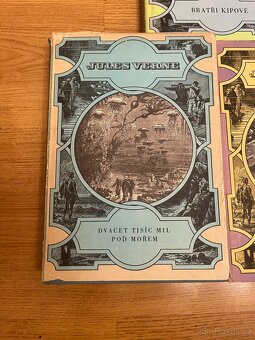 BRATŘI KIPOVÉ
JULES VERNE
DVACET TISÍC MIL
POD MOŘEM